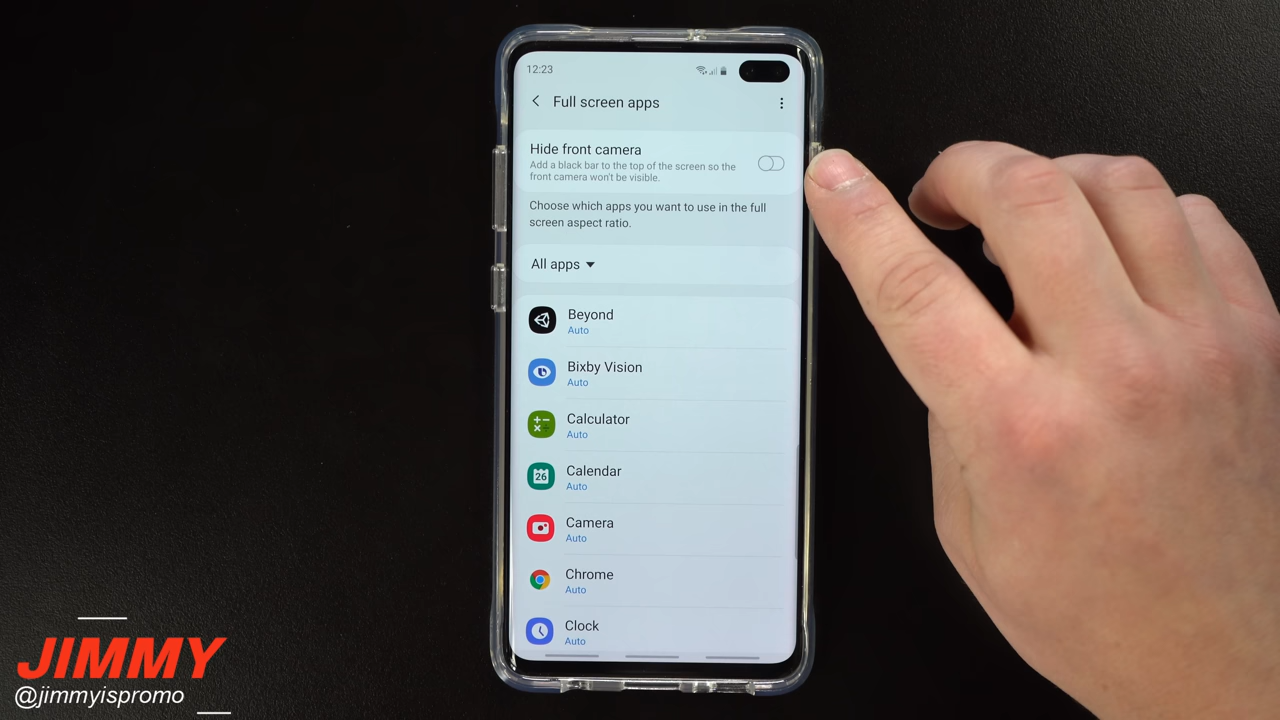 12:23
Full screen apps
Hide front camera
Add a black bar to the top of the screen so the
front camera won't be visible.
Choose which apps you want to use in the full
screen aspect ratio.
All apps
Beyond
Auto
Bixby Vision
Auto
Calculator
Auto
Calendar
26
Auto
Camera
Auto
Chrome
Auto
Clock
Auto
JIMMY
@jimmyispromo